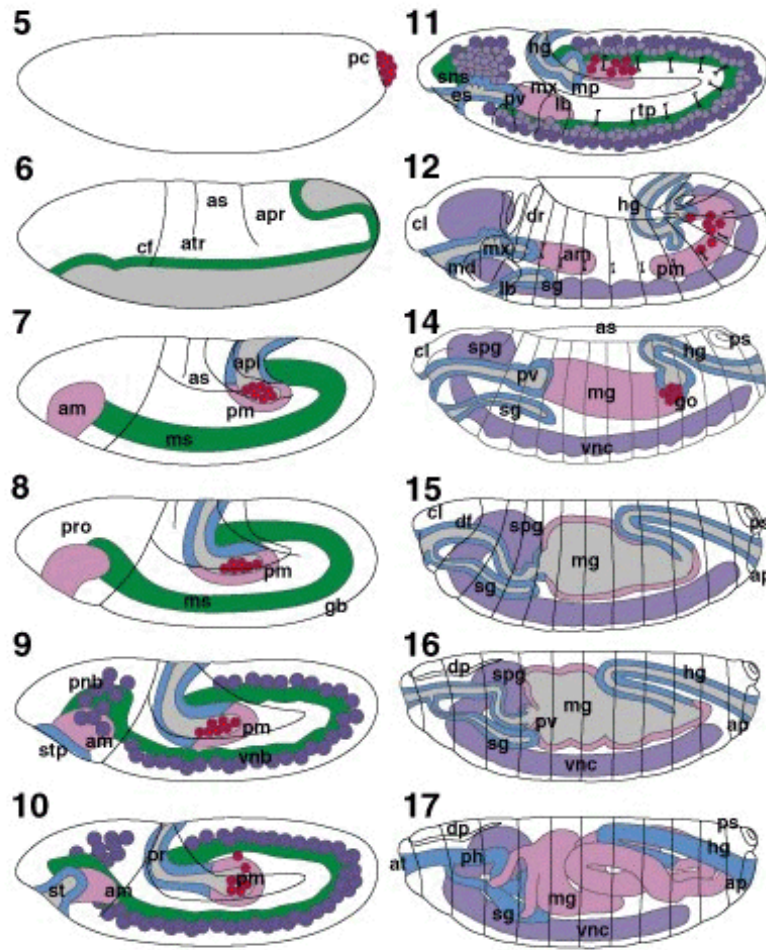 5
pc
6
as
apr
cf
atr
7
apl
as
am
pm
ms
8
pro
pm
ms
gb
9
pnb
stp
am
pm
vnb
10
pr
st
am
pm
11
hg
sns
es
pv
mx
mp
lb
tp
12
cl
dr
hg
mx
am
md
pm
lb
sg
14
as
ps
cl
spg
hg
pv
mg
go
sg
vnc
15
cl
df
spg
ps
mg
sg
ap
16
dp
spg
hg
mg
pv
ap
sg
vnc
17
dp
ps
at
ph
hg
ap
mg
sg
vnc